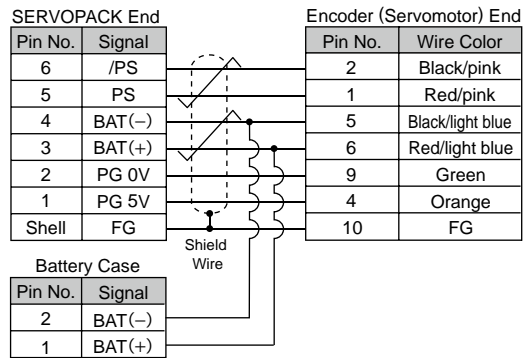 SERVOPACK End
Encoder (Servomotor) End
Pin No. Signal Pin No. Wire Color
6 /PS 2 Black/pink
5 PS 1 Red/pink
4 BAT(−) 5 Black/light blue
3 BAT(+) 6 Red/light blue
2 PG 0V 9 Green
1 PG 5V 4 Orange
Shell FG 10 FG
Shield
Wire
Battery Case
Pin No. Signal
2 BAT(−)
1 BAT(+)